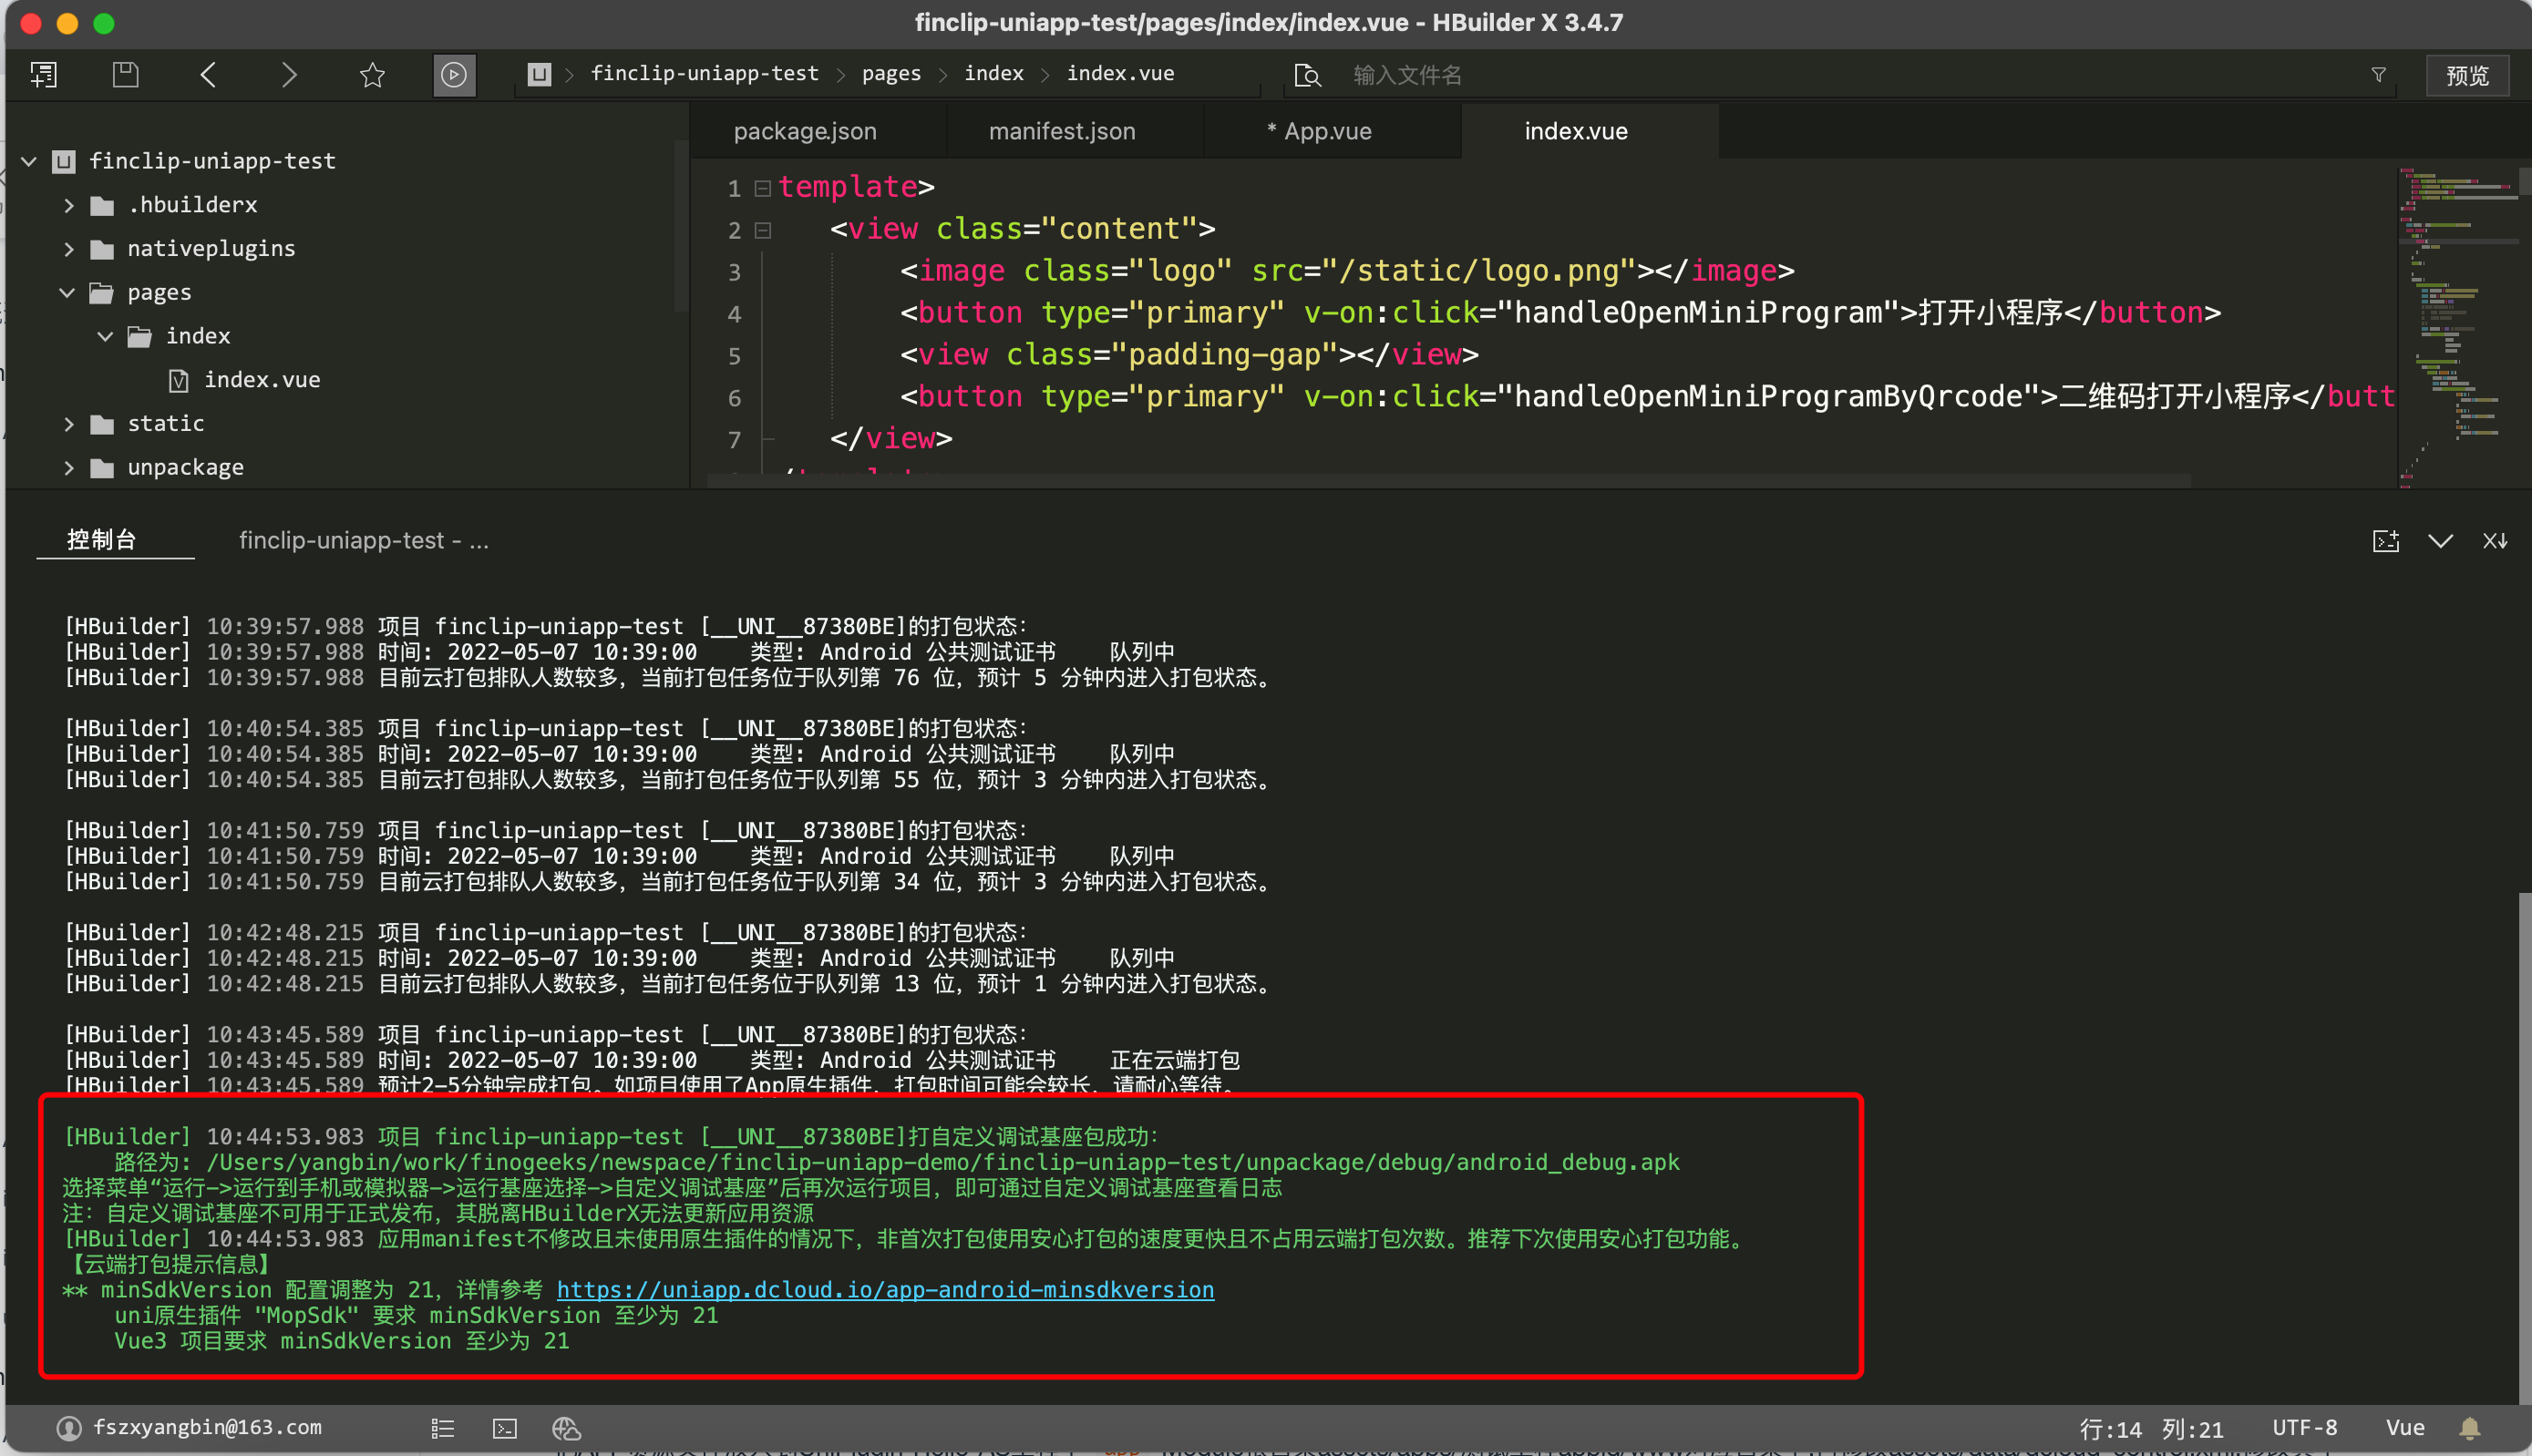 finclip-uniapp-test/pages/index/index.vue - HBuilder X 3.4.7
finclip-uniapp-test > pages > index > index.vue
输入文件名
预览
package.json
manifest.json
* App.vue
index.vue
finclip-uniapp-test
.hbuilderx
nativeplugins
pages
index
index.vue
static
unpackage
1 template>
2 <view class="content">
3 <image class="logo" src="/static/logo.png"></image>
4 <button type="primary" v-on:click="handleOpenMiniProgram">打开小程序</button>
5 <view class="padding-gap"></view>
6 <button type="primary" v-on:click="handleOpenMiniProgramByQrcode">二维码打开小程序</butt
7 </view>
控制台
finclip-uniapp-test - ...
[HBuilder] 10:39:57.988 项目 finclip-uniapp-test [__UNI__87380BE]的打包状态：
[HBuilder] 10:39:57.988 时间: 2022-05-07 10:39:00 类型: Android 公共测试证书 队列中
[HBuilder] 10:39:57.988 目前云打包排队人数较多，当前打包任务位于队列第 76 位，预计 5 分钟内进入打包状态。
[HBuilder] 10:40:54.385 项目 finclip-uniapp-test [__UNI__87380BE]的打包状态：
[HBuilder] 10:40:54.385 时间: 2022-05-07 10:39:00 类型: Android 公共测试证书 队列中
[HBuilder] 10:40:54.385 目前云打包排队人数较多，当前打包任务位于队列第 55 位，预计 3 分钟内进入打包状态。
[HBuilder] 10:41:50.759 项目 finclip-uniapp-test [__UNI__87380BE]的打包状态：
[HBuilder] 10:41:50.759 时间: 2022-05-07 10:39:00 类型: Android 公共测试证书 队列中
[HBuilder] 10:41:50.759 目前云打包排队人数较多，当前打包任务位于队列第 34 位，预计 3 分钟内进入打包状态。
[HBuilder] 10:42:48.215 项目 finclip-uniapp-test [__UNI__87380BE]的打包状态：
[HBuilder] 10:42:48.215 时间: 2022-05-07 10:39:00 类型: Android 公共测试证书 队列中
[HBuilder] 10:42:48.215 目前云打包排队人数较多，当前打包任务位于队列第 13 位，预计 1 分钟内进入打包状态。
[HBuilder] 10:43:45.589 项目 finclip-uniapp-test [__UNI__87380BE]的打包状态：
[HBuilder] 10:43:45.589 时间: 2022-05-07 10:39:00 类型: Android 公共测试证书 正在云端打包
[HBuilder] 10:43:45.589 预计2-5分钟完成打包。如项目使用了App原生插件，打包时间可能会较长，请耐心等待。
[HBuilder] 10:44:53.983 项目 finclip-uniapp-test [__UNI__87380BE]打自定义调试基座包成功：
路径为: /Users/yangbin/work/finogeeks/newspace/finclip-uniapp-demo/finclip-uniapp-test/unpackage/debug/android_debug.apk
选择菜单“运行->运行到手机或模拟器->运行基座选择->自定义调试基座”后再次运行项目，即可通过自定义调试基座查看日志
注：自定义调试基座不可用于正式发布，其脱离HBuilderX无法更新应用资源
[HBuilder] 10:44:53.983 应用manifest不修改且未使用原生插件的情况下，非首次打包使用安心打包的速度更快且不占用云端打包次数。推荐下次使用安心打包功能。
【云端打包提示信息】
** minSdkVersion 配置调整为 21，详情参考 https://uniapp.dcloud.io/app-android-minsdkversion
uni原生插件 "MopSdk" 要求 minSdkVersion 至少为 21
Vue3 项目要求 minSdkVersion 至少为 21
fszxyangbin@163.com
行:14 列:21 UTF-8 Vue